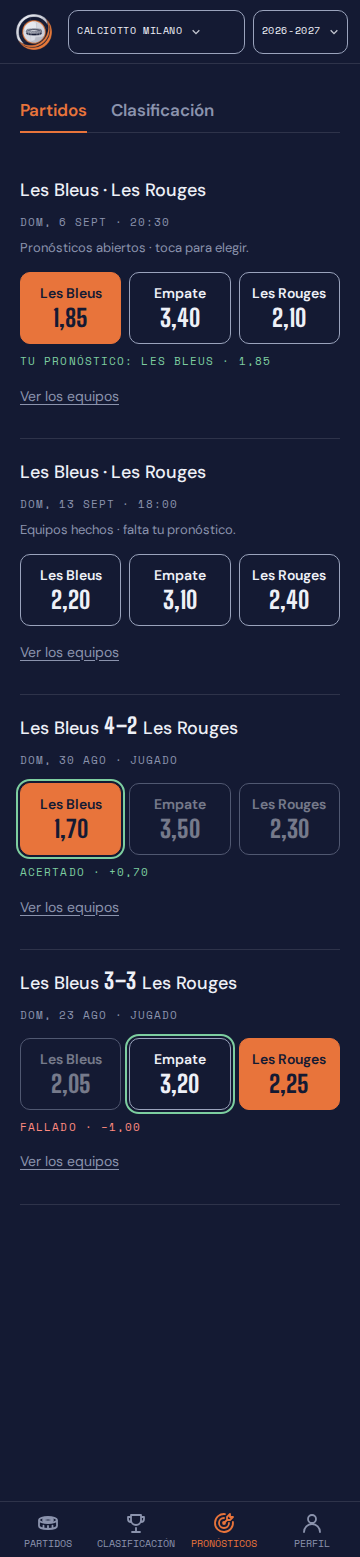 CALCIOTTO MILANO
2026-2027
Partidos Clasificación
Les Bleus · Les Rouges
DOM, 6 SEPT · 20:30
Pronósticos abiertos · toca para elegir.
Les Bleus Empate Les Rouges
1,85 3,40 2,10
TU PRONÓSTICO: LES BLEUS · 1,85
Ver los equipos
Les Bleus · Les Rouges
DOM, 13 SEPT · 18:00
Equipos hechos · falta tu pronóstico.
Les Bleus Empate Les Rouges
2,20 3,10 2,40
Ver los equipos
Les Bleus 4–2 Les Rouges
DOM, 30 AGO · JUGADO
Les Bleus Empate Les Rouges
1,70 3,50 2,30
ACERTADO · +0,70
Ver los equipos
Les Bleus 3–3 Les Rouges
DOM, 23 AGO · JUGADO
Les Bleus Empate Les Rouges
2,05 3,20 2,25
FALLADO · −1,00
Ver los equipos
PARTIDOS CLASIFICACIÓN PRONÓSTICOS PERFIL